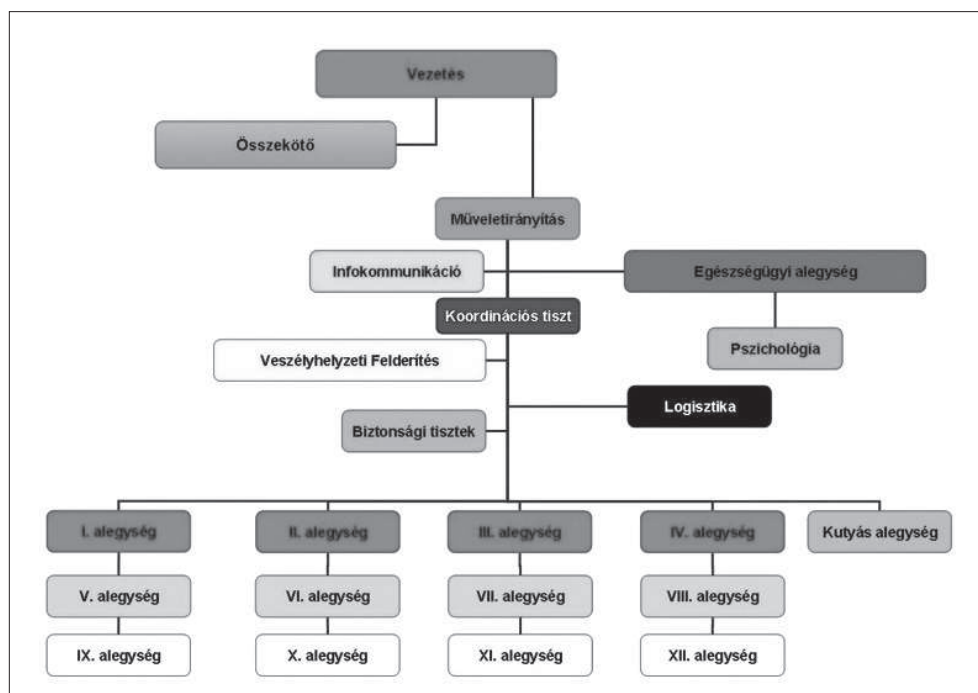 Vezetés
Összekötő
Műveletirányítás
Infokommunikáció
Egészségügyi alegység
Koordinációs tiszt
Pszichológia
Veszélyhelyzeti Felderítés
Logisztika
Biztonsági tisztek
I. alegység
II. alegység
III. alegység
IV. alegység
Kutyás alegység
V. alegység
VI. alegység
VII. alegység
VIII. alegység
IX. alegység
X. alegység
XI. alegység
XII. alegység